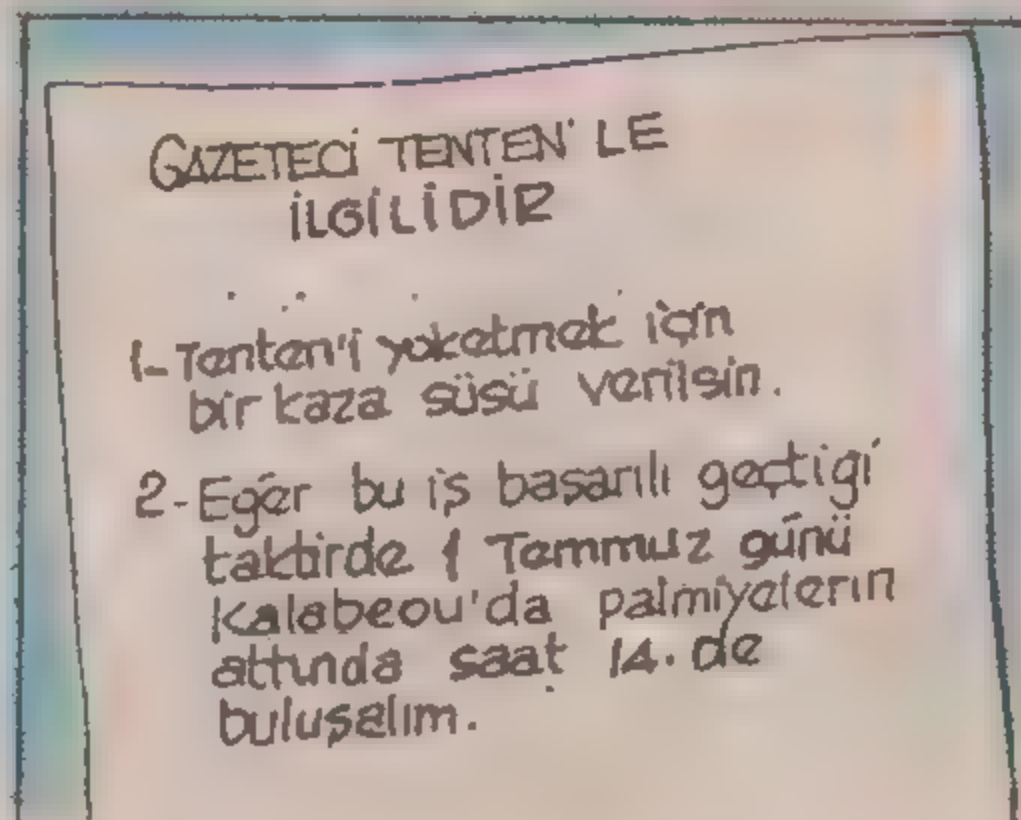 GAZETECİ TENTEN'LE
İLGİLİDİR
1- Tenten'i yoketmek için
bir kaza süsü verilsin.
2- Eğer bu iş başarılı geçtiği
taktirde 1 Temmuz günü
Kalabeou'da palmiyelerin
altında saat 14.de
buluşalım.